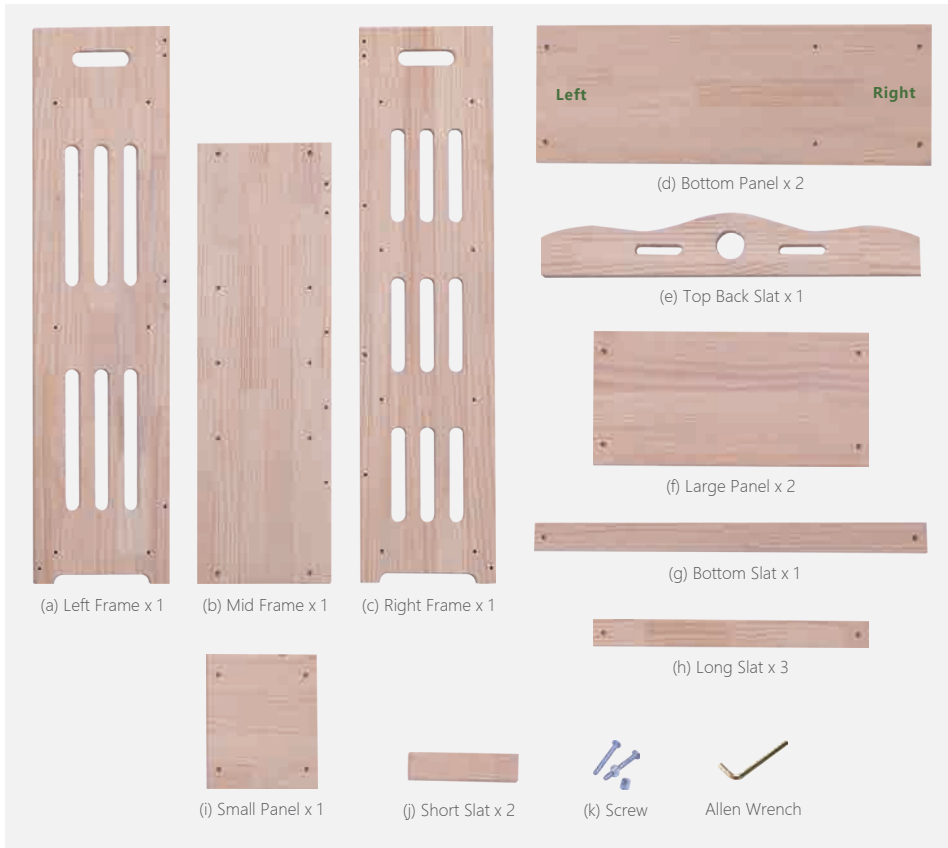 Left
Right
(d) Bottom Panel x 2
(e) Top Back Slat x 1
(f) Large Panel x 2
(g) Bottom Slat x 1
(a) Left Frame x 1
(b) Mid Frame x 1
(c) Right Frame x 1
(h) Long Slat x 3
(i) Small Panel x 1
(j) Short Slat x 2
(k) Screw
Allen Wrench